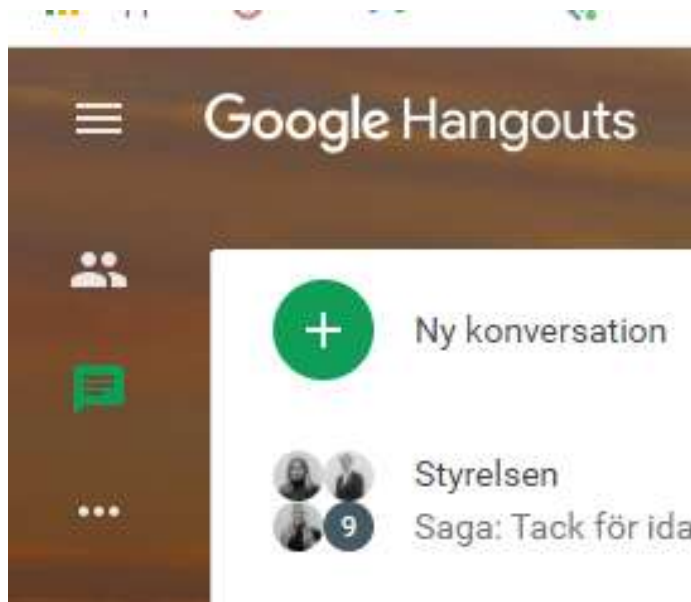 Google Hangouts
Ny konversation
Styrelsen
9
Saga: Tack för ida